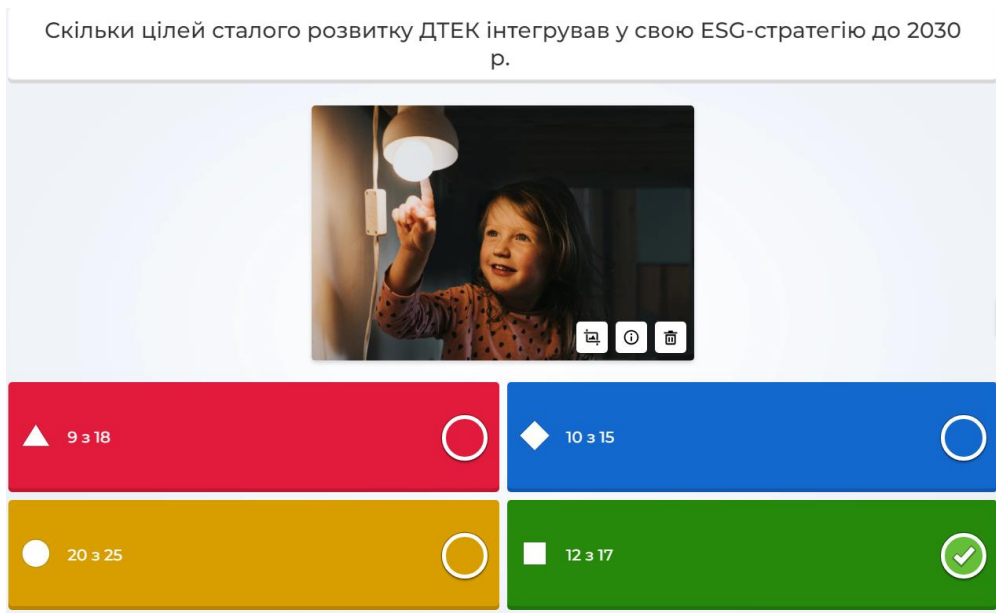 Скільки цілей сталого розвитку ДТЕК інтегрував у свою ESG-стратегію до 2030
р.
9 з 18
10 з 15
20 з 25
12 з 17